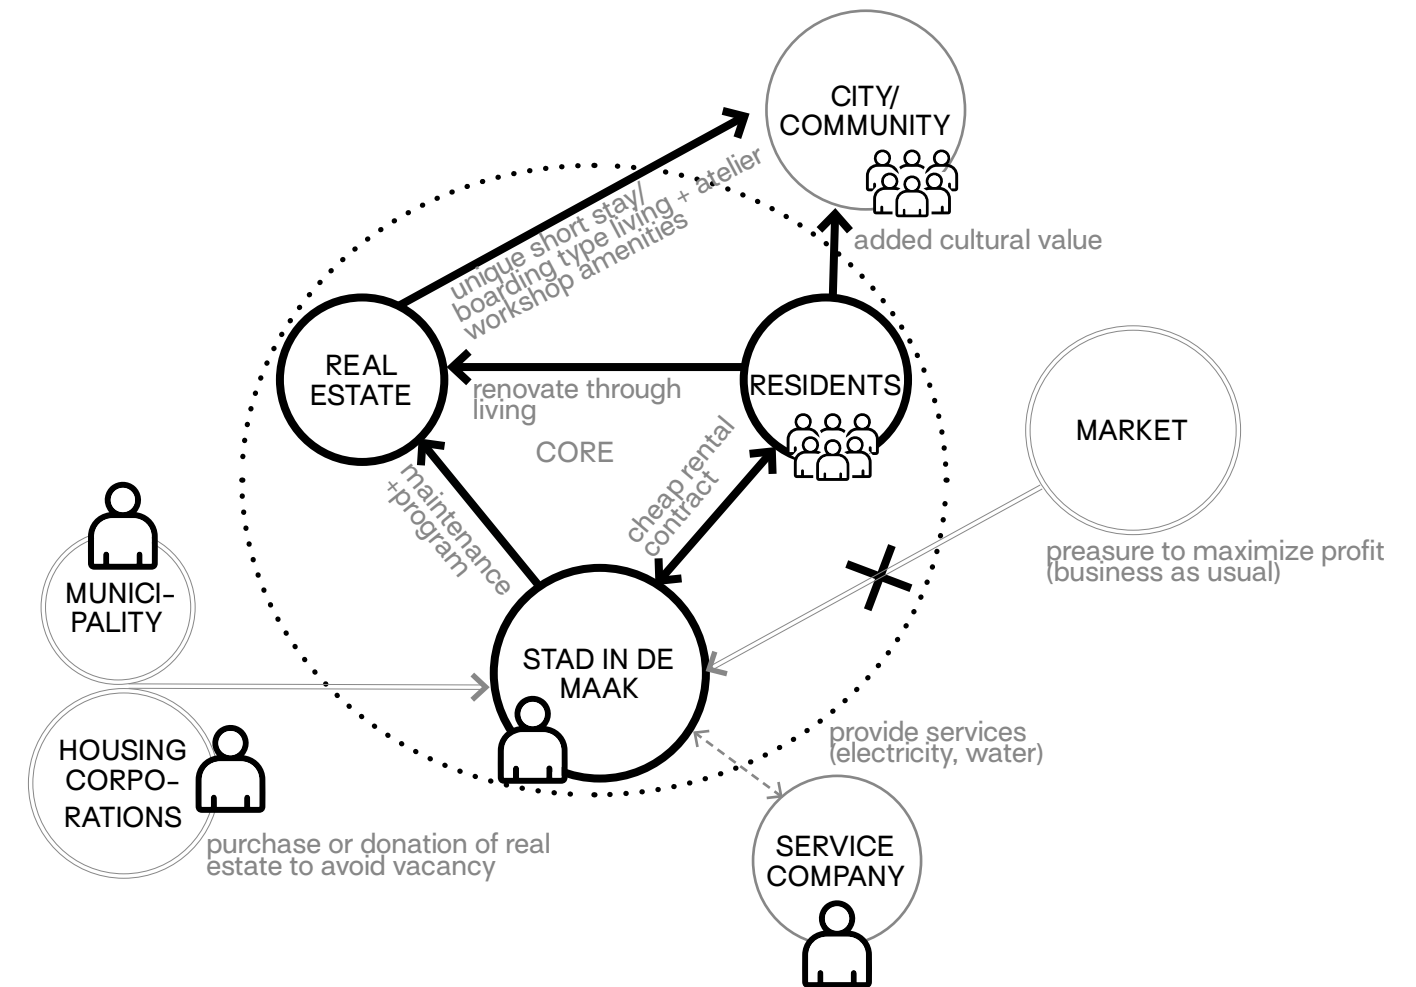 CITY/
COMMUNITY
added cultural value
unique short stay/
boarding type living + atelier
workshop amenities
REAL
ESTATE
RESIDENTS
renovate through
living
CORE
MARKET
preasure to maximize profit
(business as usual)
maintenance
+program
cheap rental
contract
MUNICI-
PALITY
STAD IN DE
MAAK
HOUSING
CORPO-
RATIONS
purchase or donation of real
estate to avoid vacancy
provide services
(electricity, water)
SERVICE
COMPANY